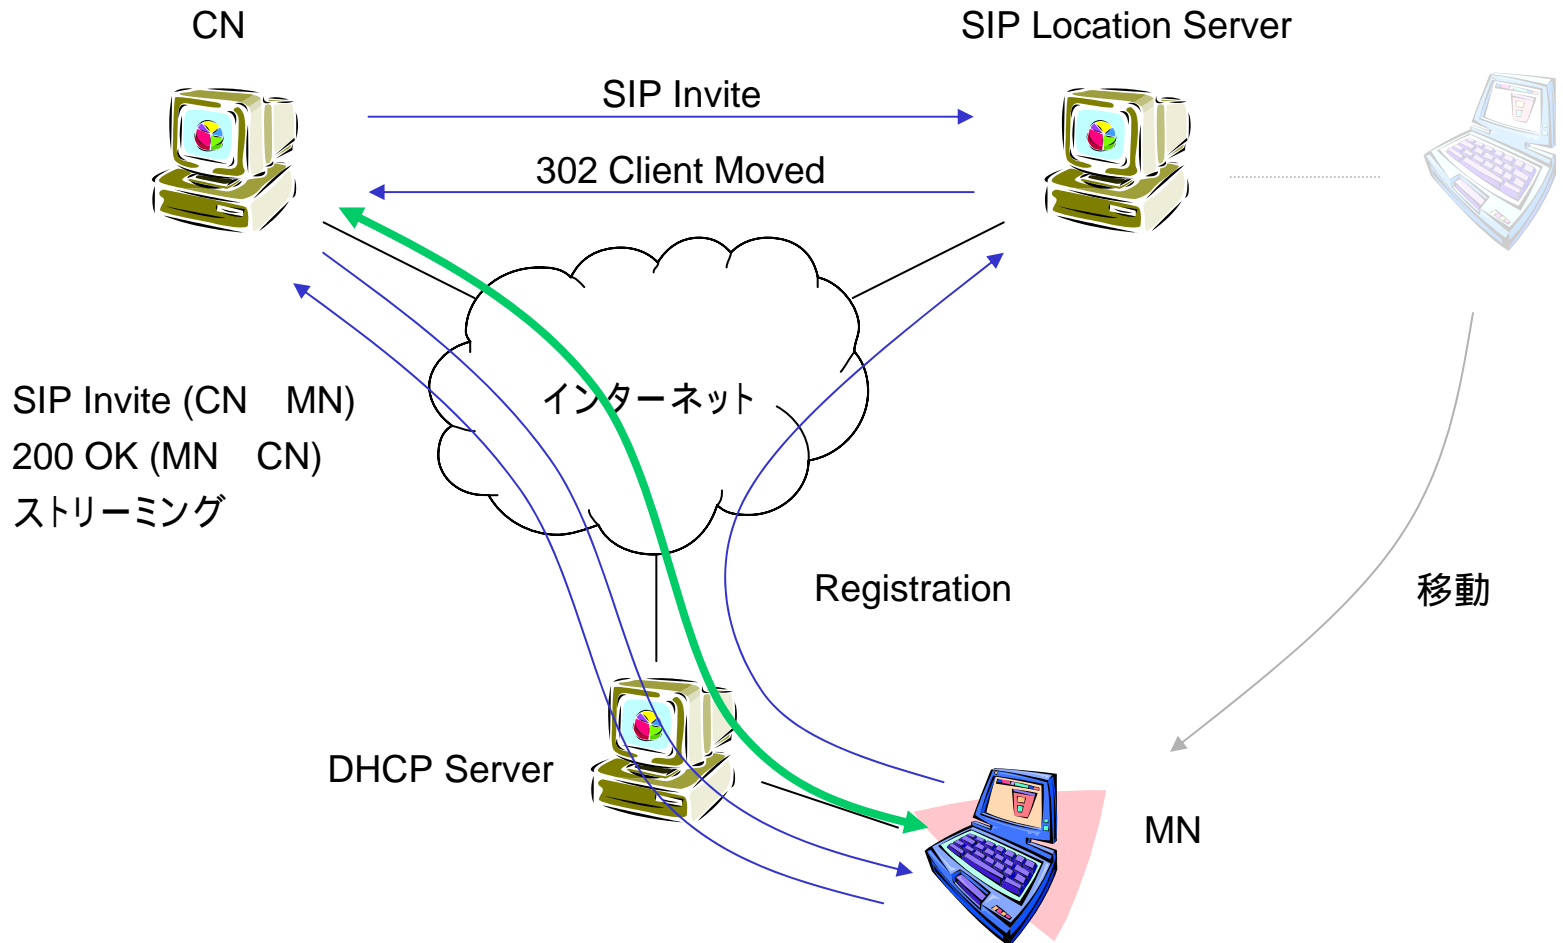 CN
SIP Location Server
SIP Invite
302 Client Moved
インターネット
SIP Invite (CN　MN)
200 OK (MN　CN)
ストリーミング
Registration
移動
DHCP Server
MN